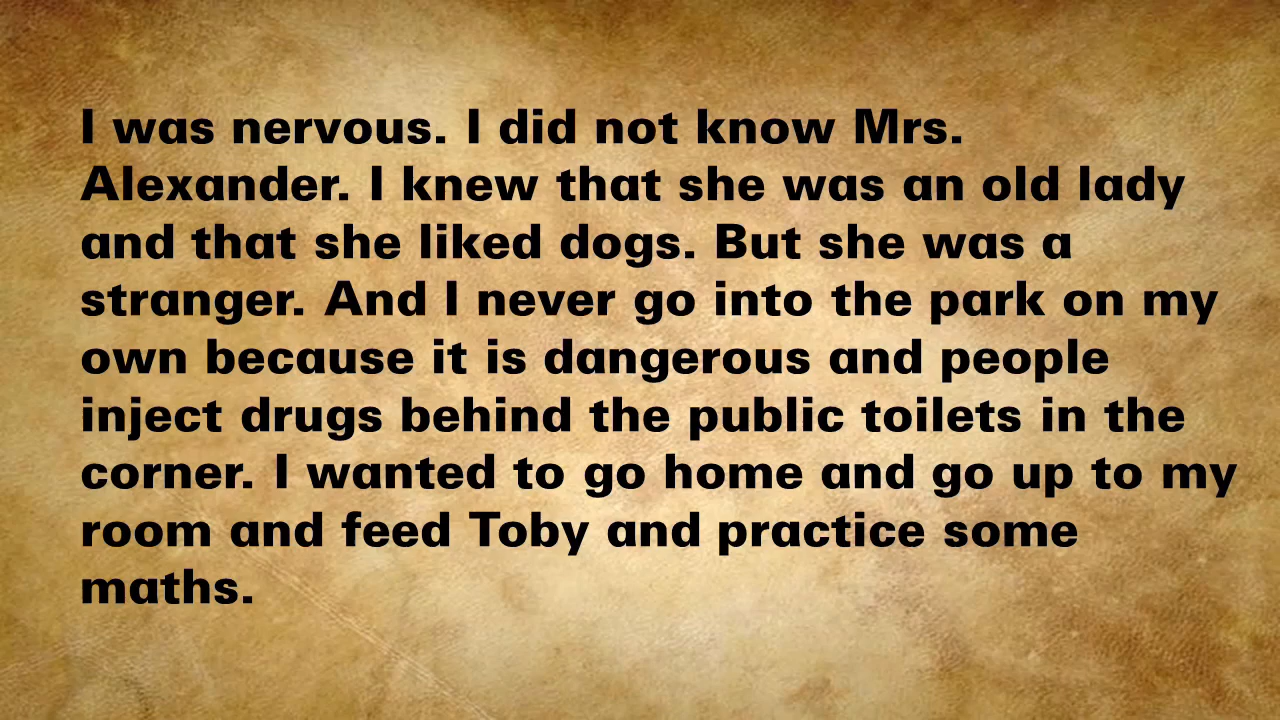 I was nervous. I did not know Mrs.
Alexander. I knew that she was an old lady
and that she liked dogs. But she was a
stranger. And I never go into the park on my
own because it is dangerous and people
inject drugs behind the public toilets in the
corner. I wanted to go home and go up to my
room and feed Toby and practice some
maths.